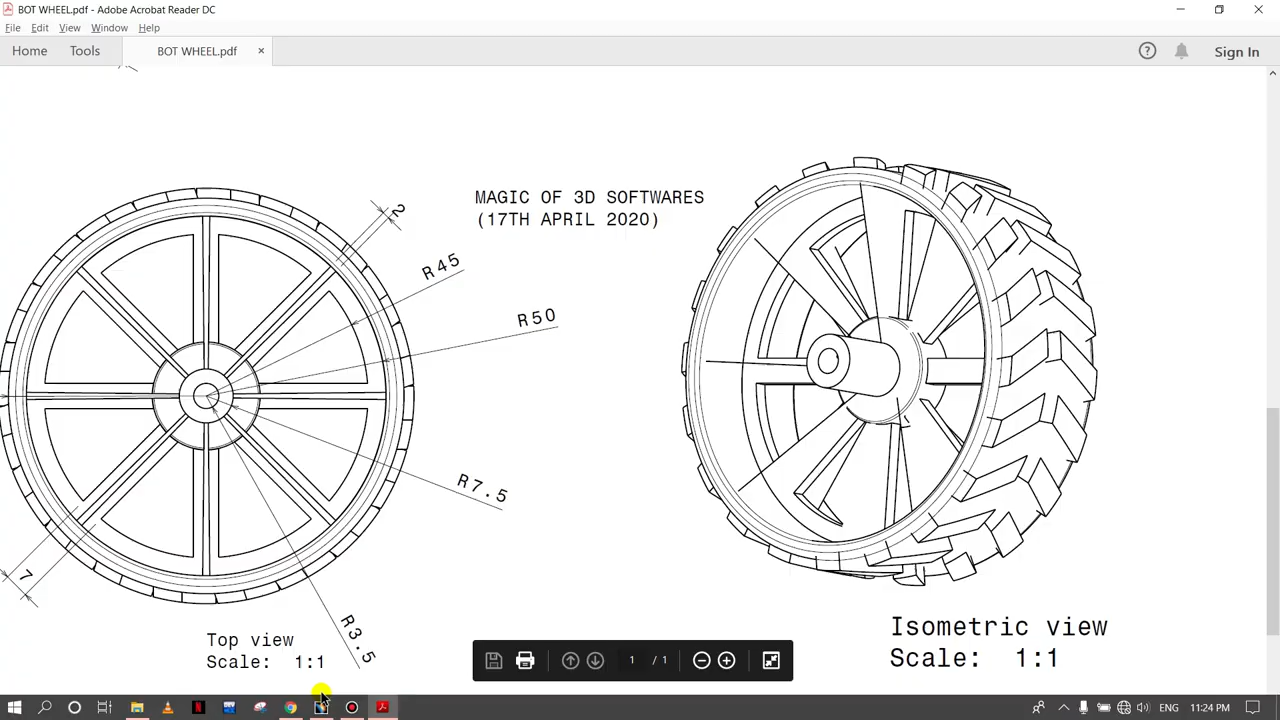 BOT WHEEL.pdf - Adobe Acrobat Reader DC
File Edit View Window Help
Home Tools BOT WHEEL.pdf × ? Sign In
MAGIC OF 3D SOFTWARES
(17TH APRIL 2020)
2
R45
R50
R7.5
7
R3.5
Top view
Scale: 1:1
Isometric view
Scale: 1:1
1 / 1
ENG 11:24 PM